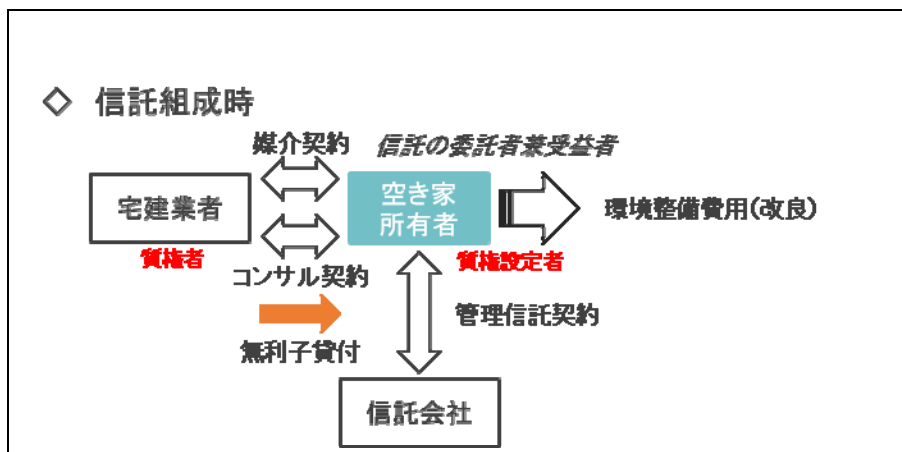 ◇ 信託組成時
媒介契約
信託の委託者兼受益者
宅建業者
空き家
所有者
環境整備費用(改良)
質権者
質権設定者
コンサル契約
管理信託契約
無利子貸付
信託会社